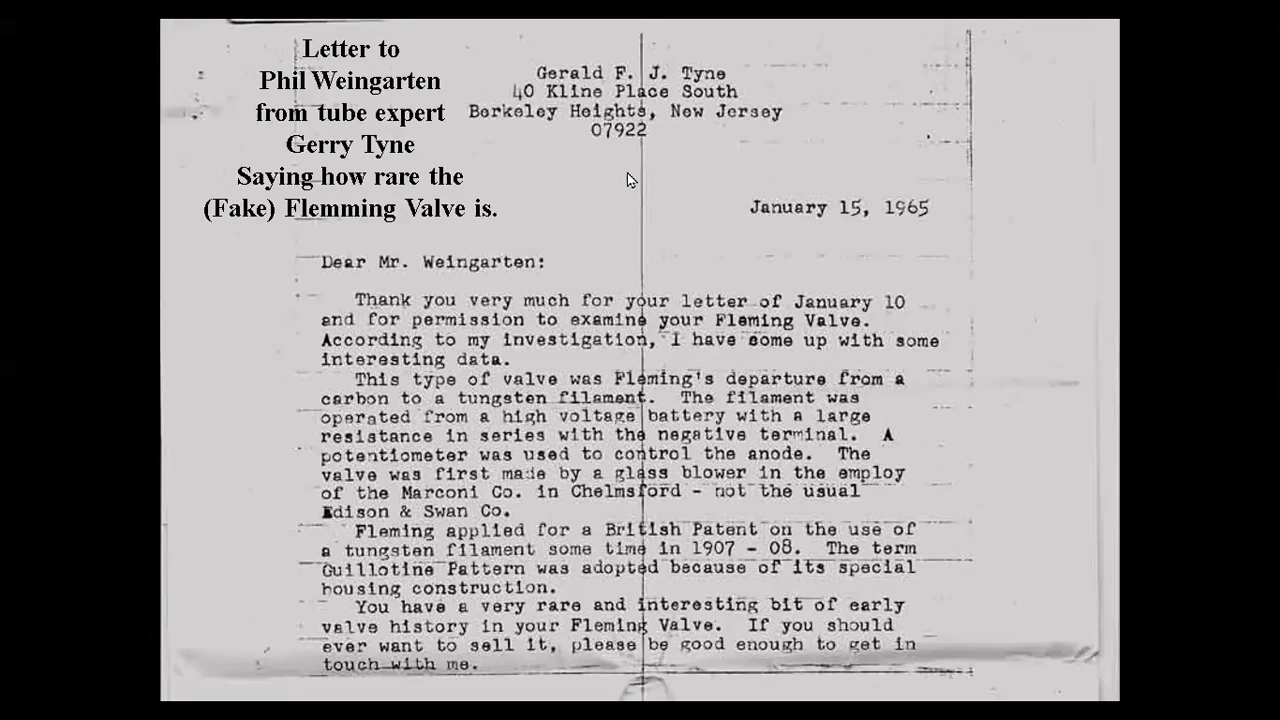 Letter to
Phil Weingarten
from tube expert
Gerry Tyne
Saying how rare the
(Fake) Flemming Valve is.
Gerald F. J. Tyne
40 Kline Place South
Berkeley Heights, New Jersey
07922
January 15, 1965
Dear Mr. Weingarten:
Thank you very much for your letter of January 10
and for permission to examine your Fleming Valve.
According to my investigation, I have some up with some
interesting data.
This type of valve was Fleming's departure from a
carbon to a tungsten filament. The filament was
operated from a high voltage battery with a large
resistance in series with the negative terminal. A
potentiometer was used to control the anode. The
valve was first made by a glass blower in the employ
of the Marconi Co. in Chelmsford - not the usual
Edison & Swan Co.
Fleming applied for a British Patent on the use of
a tungsten filament some time in 1907 - 08. The term
Guillotine Pattern was adopted because of its special
housing construction.
You have a very rare and interesting bit of early
valve history in your Fleming Valve. If you should
ever want to sell it, please be good enough to get in
touch with me.